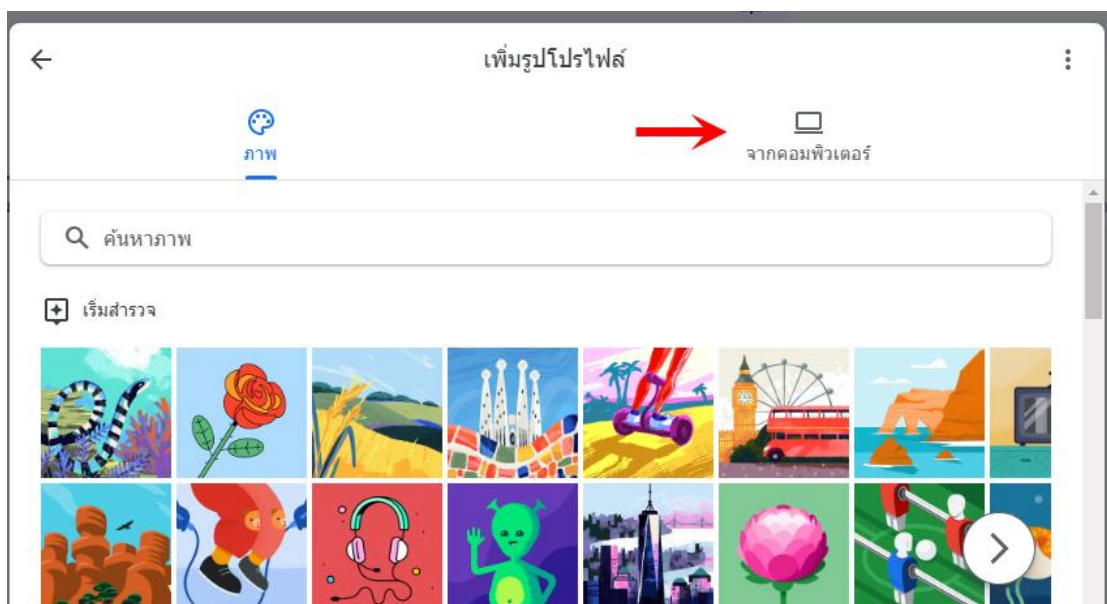 เพิ่มรูปโปรไฟล์
ภาพ
จากคอมพิวเตอร์
ค้นหาภาพ
เริ่มสำรวจ